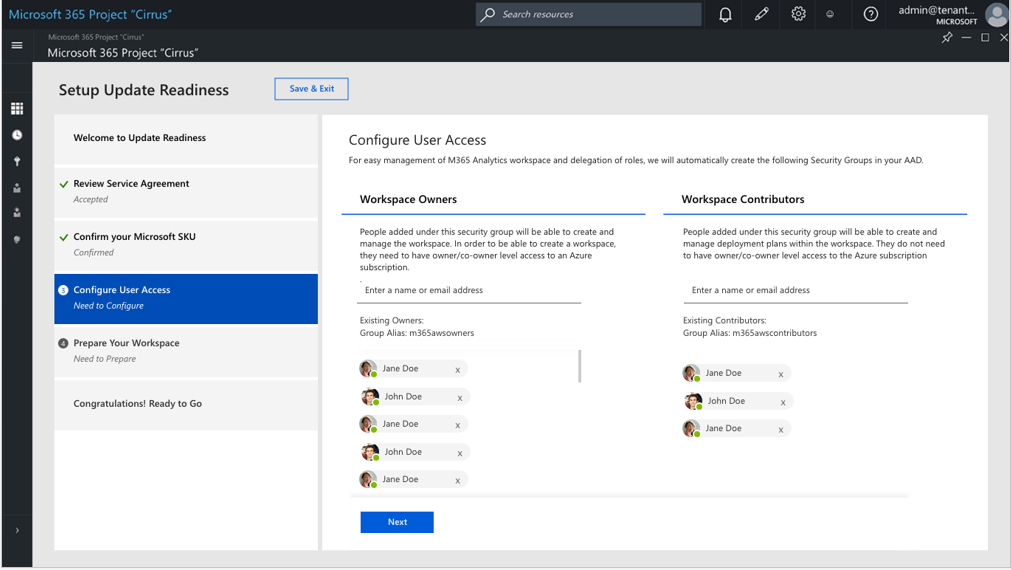 Microsoft 365 Project “Cirrus”
Search resources
admin@tenant...
MICROSOFT
Microsoft 365 Project “Cirrus”
Microsoft 365 Project “Cirrus”
Setup Update Readiness
Save & Exit
Welcome to Update Readiness
Review Service Agreement
Accepted
Confirm your Microsoft SKU
Confirmed
3 Configure User Access
Need to Configure
4 Prepare Your Workspace
Need to Prepare
Congratulations! Ready to Go
Configure User Access
For easy management of M365 Analytics workspace and delegation of roles, we will automatically create the following Security Groups in your AAD.
Workspace Owners
People added under this security group will be able to create and
manage the workspace. In order to be able to create a workspace,
they need to have owner/co-owner level access to an Azure
subscription.
Enter a name or email address
Existing Owners:
Group Alias: m365awsowners
Jane Doe x
John Doe x
Jane Doe x
John Doe x
Jane Doe x
Workspace Contributors
People added under this security group will be able to create and
manage deployment plans within the workspace. They do not need
to have owner/co-owner level access to the Azure subscription
Enter a name or email address
Existing Contributors:
Group Alias: m365awscontributors
Jane Doe x
John Doe x
Jane Doe x
Next